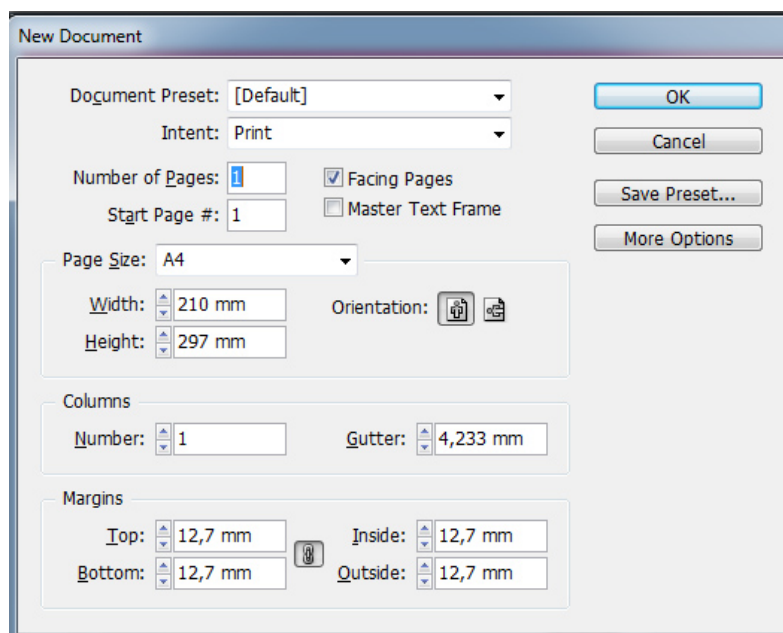 New Document
Document Preset: [Default]
OK
Intent: Print
Cancel
Number of Pages: 1
Facing Pages
Save Preset...
Start Page #: 1
Master Text Frame
More Options
Page Size: A4
Width: 210 mm
Orientation:
Height: 297 mm
Columns
Number: 1
Gutter: 4,233 mm
Margins
Top: 12,7 mm
Inside: 12,7 mm
Bottom: 12,7 mm
Outside: 12,7 mm